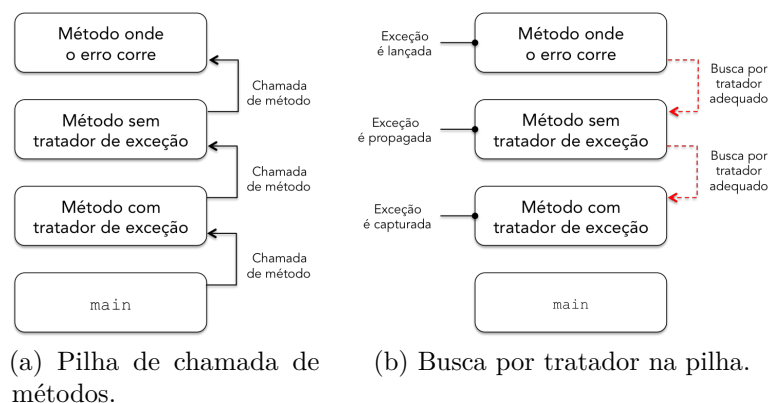 Método onde
o erro corre
Chamada
de método
Método sem
tratador de exceção
Chamada
de método
Método com
tratador de exceção
Chamada
de método
main
(a) Pilha de chamada de
métodos.
Exceção
é lançada
Método onde
o erro corre
Busca por
tratador
adequado
Exceção
é propagada
Método sem
tratador de exceção
Busca por
tratador
adequado
Exceção
é capturada
Método com
tratador de exceção
main
(b) Busca por tratador na pilha.